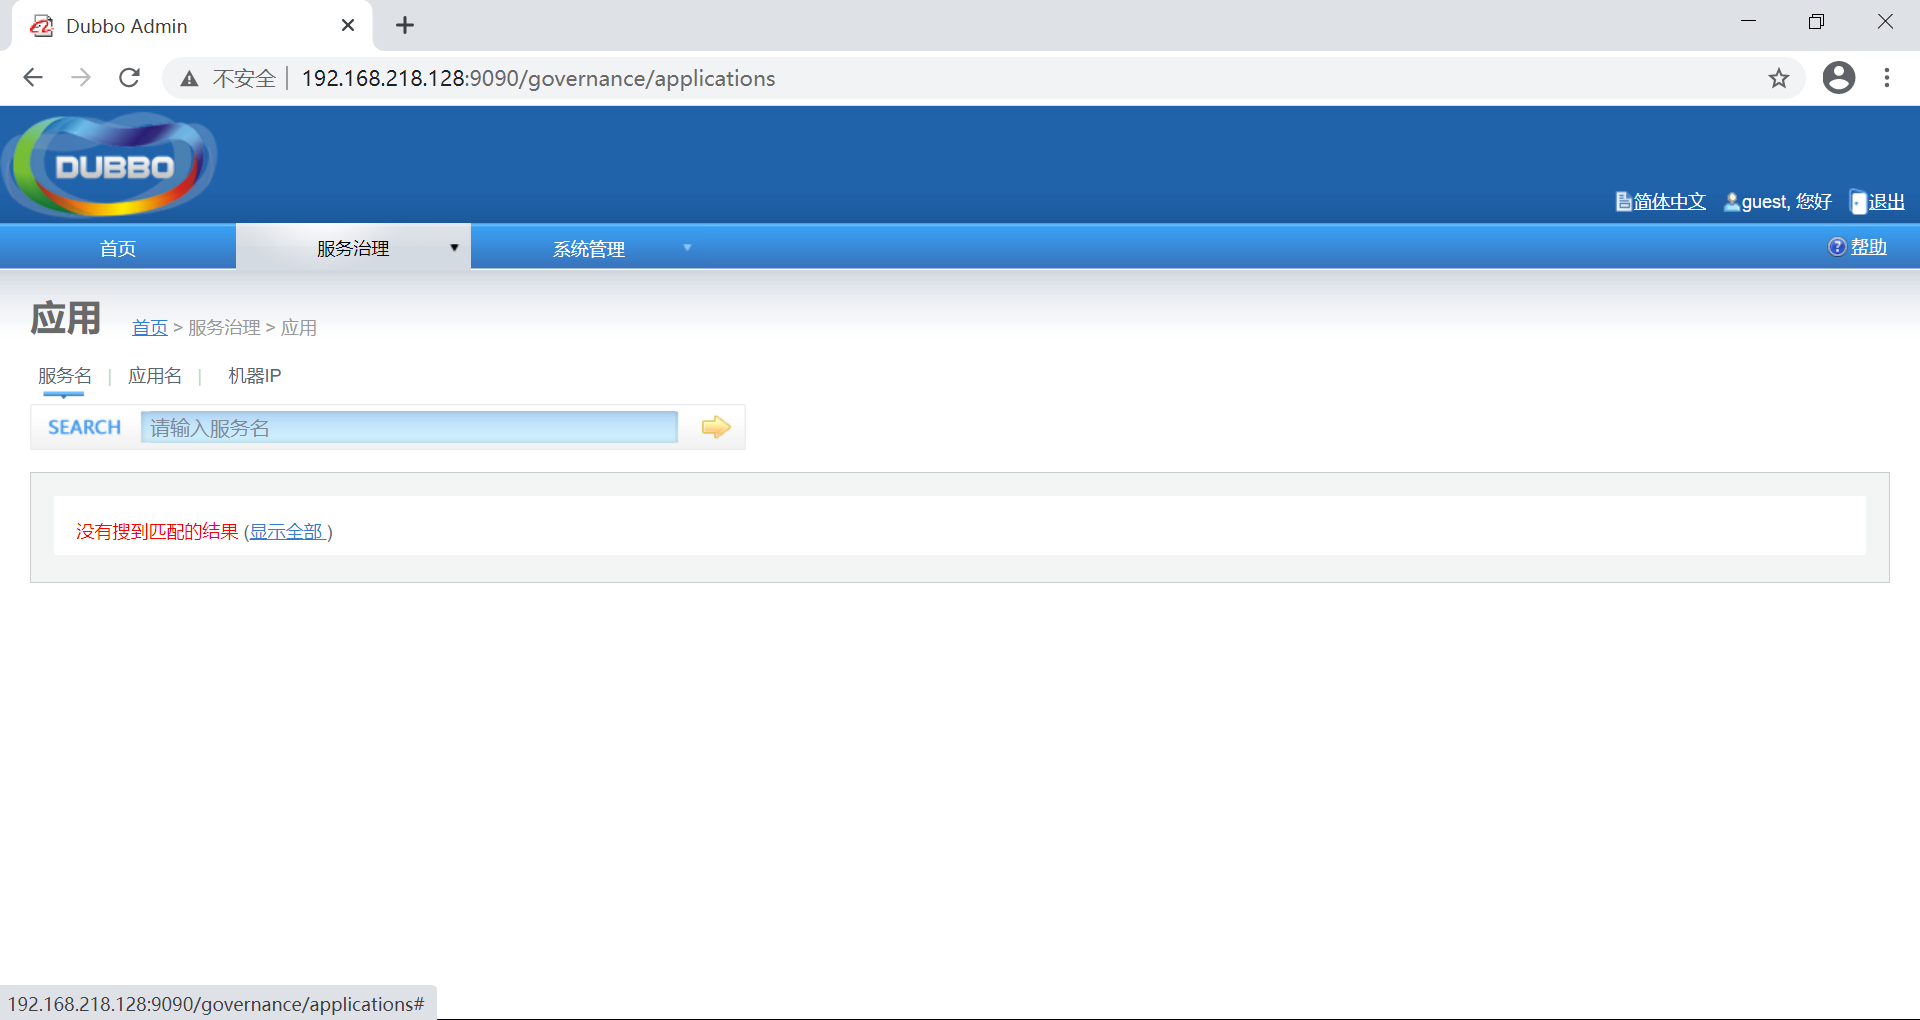 Dubbo Admin
不安全 192.168.218.128:9090/governance/applications
DUBBO
简体中文 guest, 您好 退出
首页 服务治理 系统管理 帮助
应用 首页 > 服务治理 > 应用
服务名 | 应用名 | 机器IP
SEARCH 请输入服务名
没有搜到匹配的结果 (显示全部 )
192.168.218.128:9090/governance/applications#